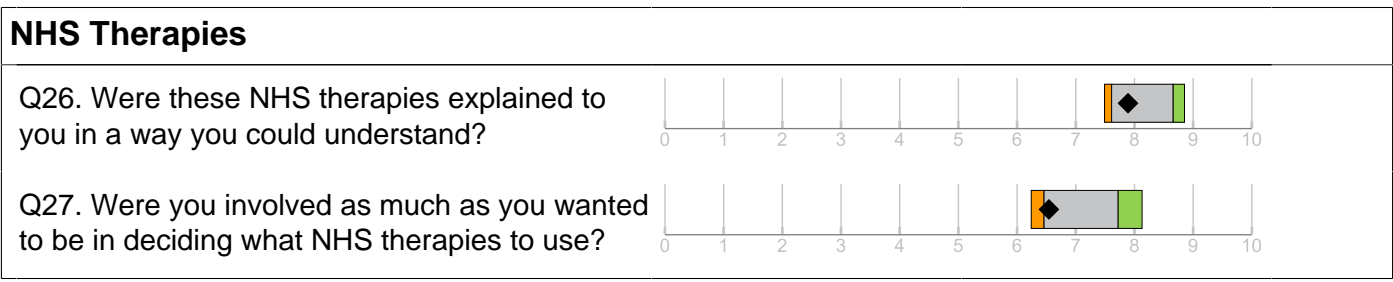 NHS Therapies
Q26. Were these NHS therapies explained to
you in a way you could understand?
0 1 2 3 4 5 6 7 8 9 10
Q27. Were you involved as much as you wanted
to be in deciding what NHS therapies to use?
0 1 2 3 4 5 6 7 8 9 10